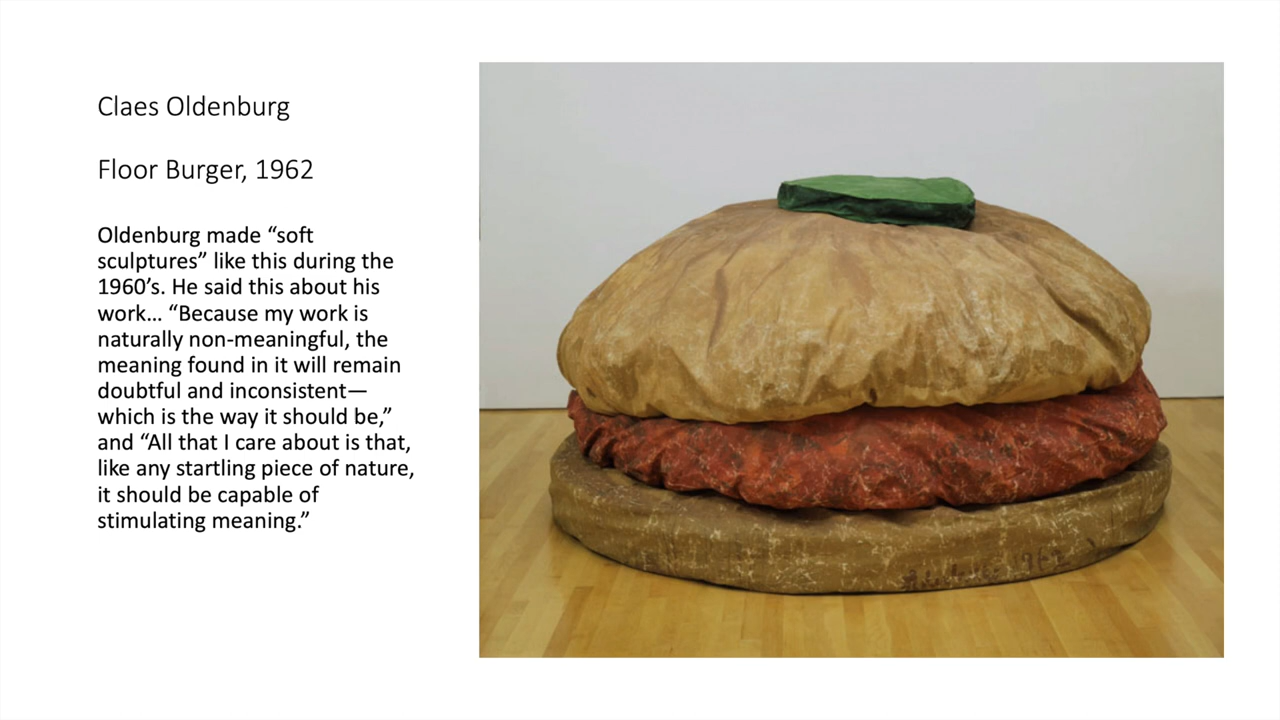 Claes Oldenburg
Floor Burger, 1962
Oldenburg made “soft
sculptures” like this during the
1960’s. He said this about his
work… “Because my work is
naturally non-meaningful, the
meaning found in it will remain
doubtful and inconsistent—
which is the way it should be,”
and “All that I care about is that,
like any startling piece of nature,
it should be capable of
stimulating meaning.”
1962